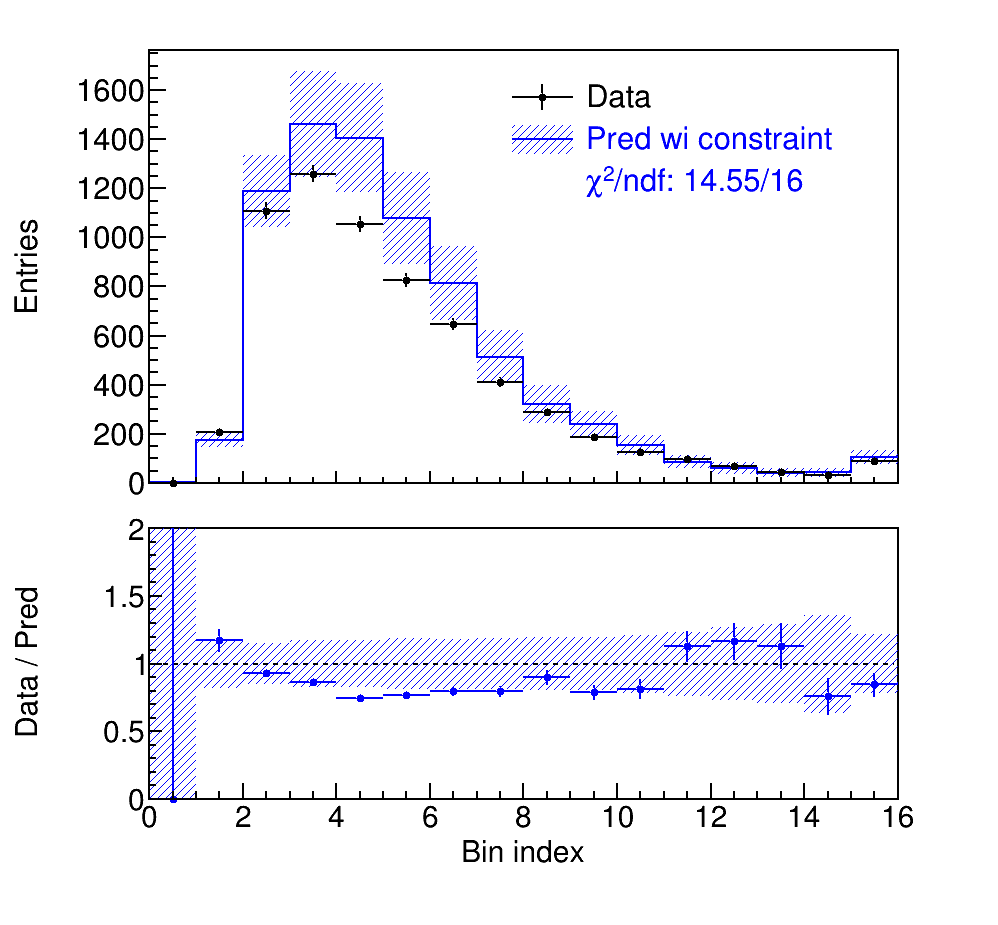 Entries
1600
1400
1200
1000
800
600
400
200
0
Data
Pred wi constraint
χ²/ndf: 14.55/16
Data / Pred
2
1.5
1
0.5
0
0 2 4 6 8 10 12 14 16
Bin index